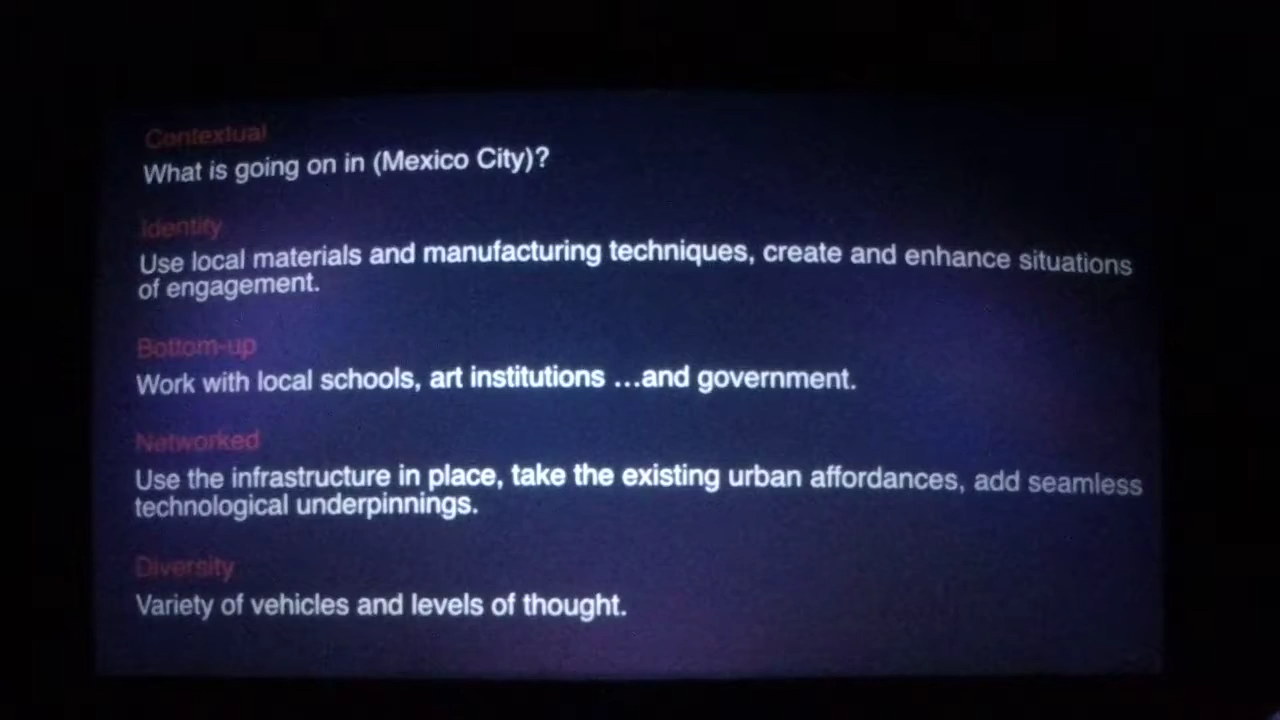 Contextual
What is going on in (Mexico City)?
Identity
Use local materials and manufacturing techniques, create and enhance situations
of engagement.
Bottom-up
Work with local schools, art institutions ...and government.
Networked
Use the infrastructure in place, take the existing urban affordances, add seamless
technological underpinnings.
Diversity
Variety of vehicles and levels of thought.